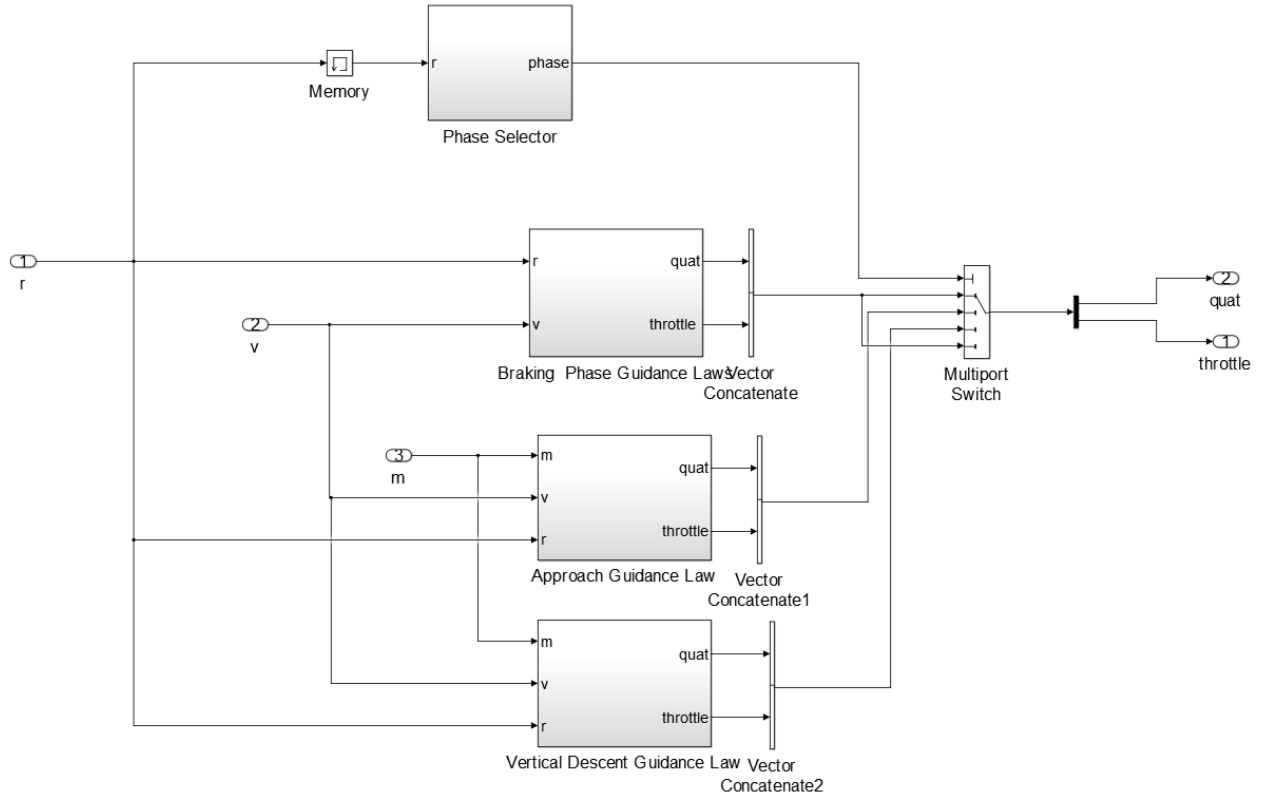 r
phase
Memory
Phase Selector
1
r
r
quat
2
quat
2
v
v
throttle
1
throttle
Braking Phase Guidance Laws
Vector
Concatenate
Multiport
Switch
3
m
m
quat
v
throttle
r
Approach Guidance Law
Vector
Concatenate1
m
quat
v
throttle
r
Vertical Descent Guidance Law
Vector
Concatenate2